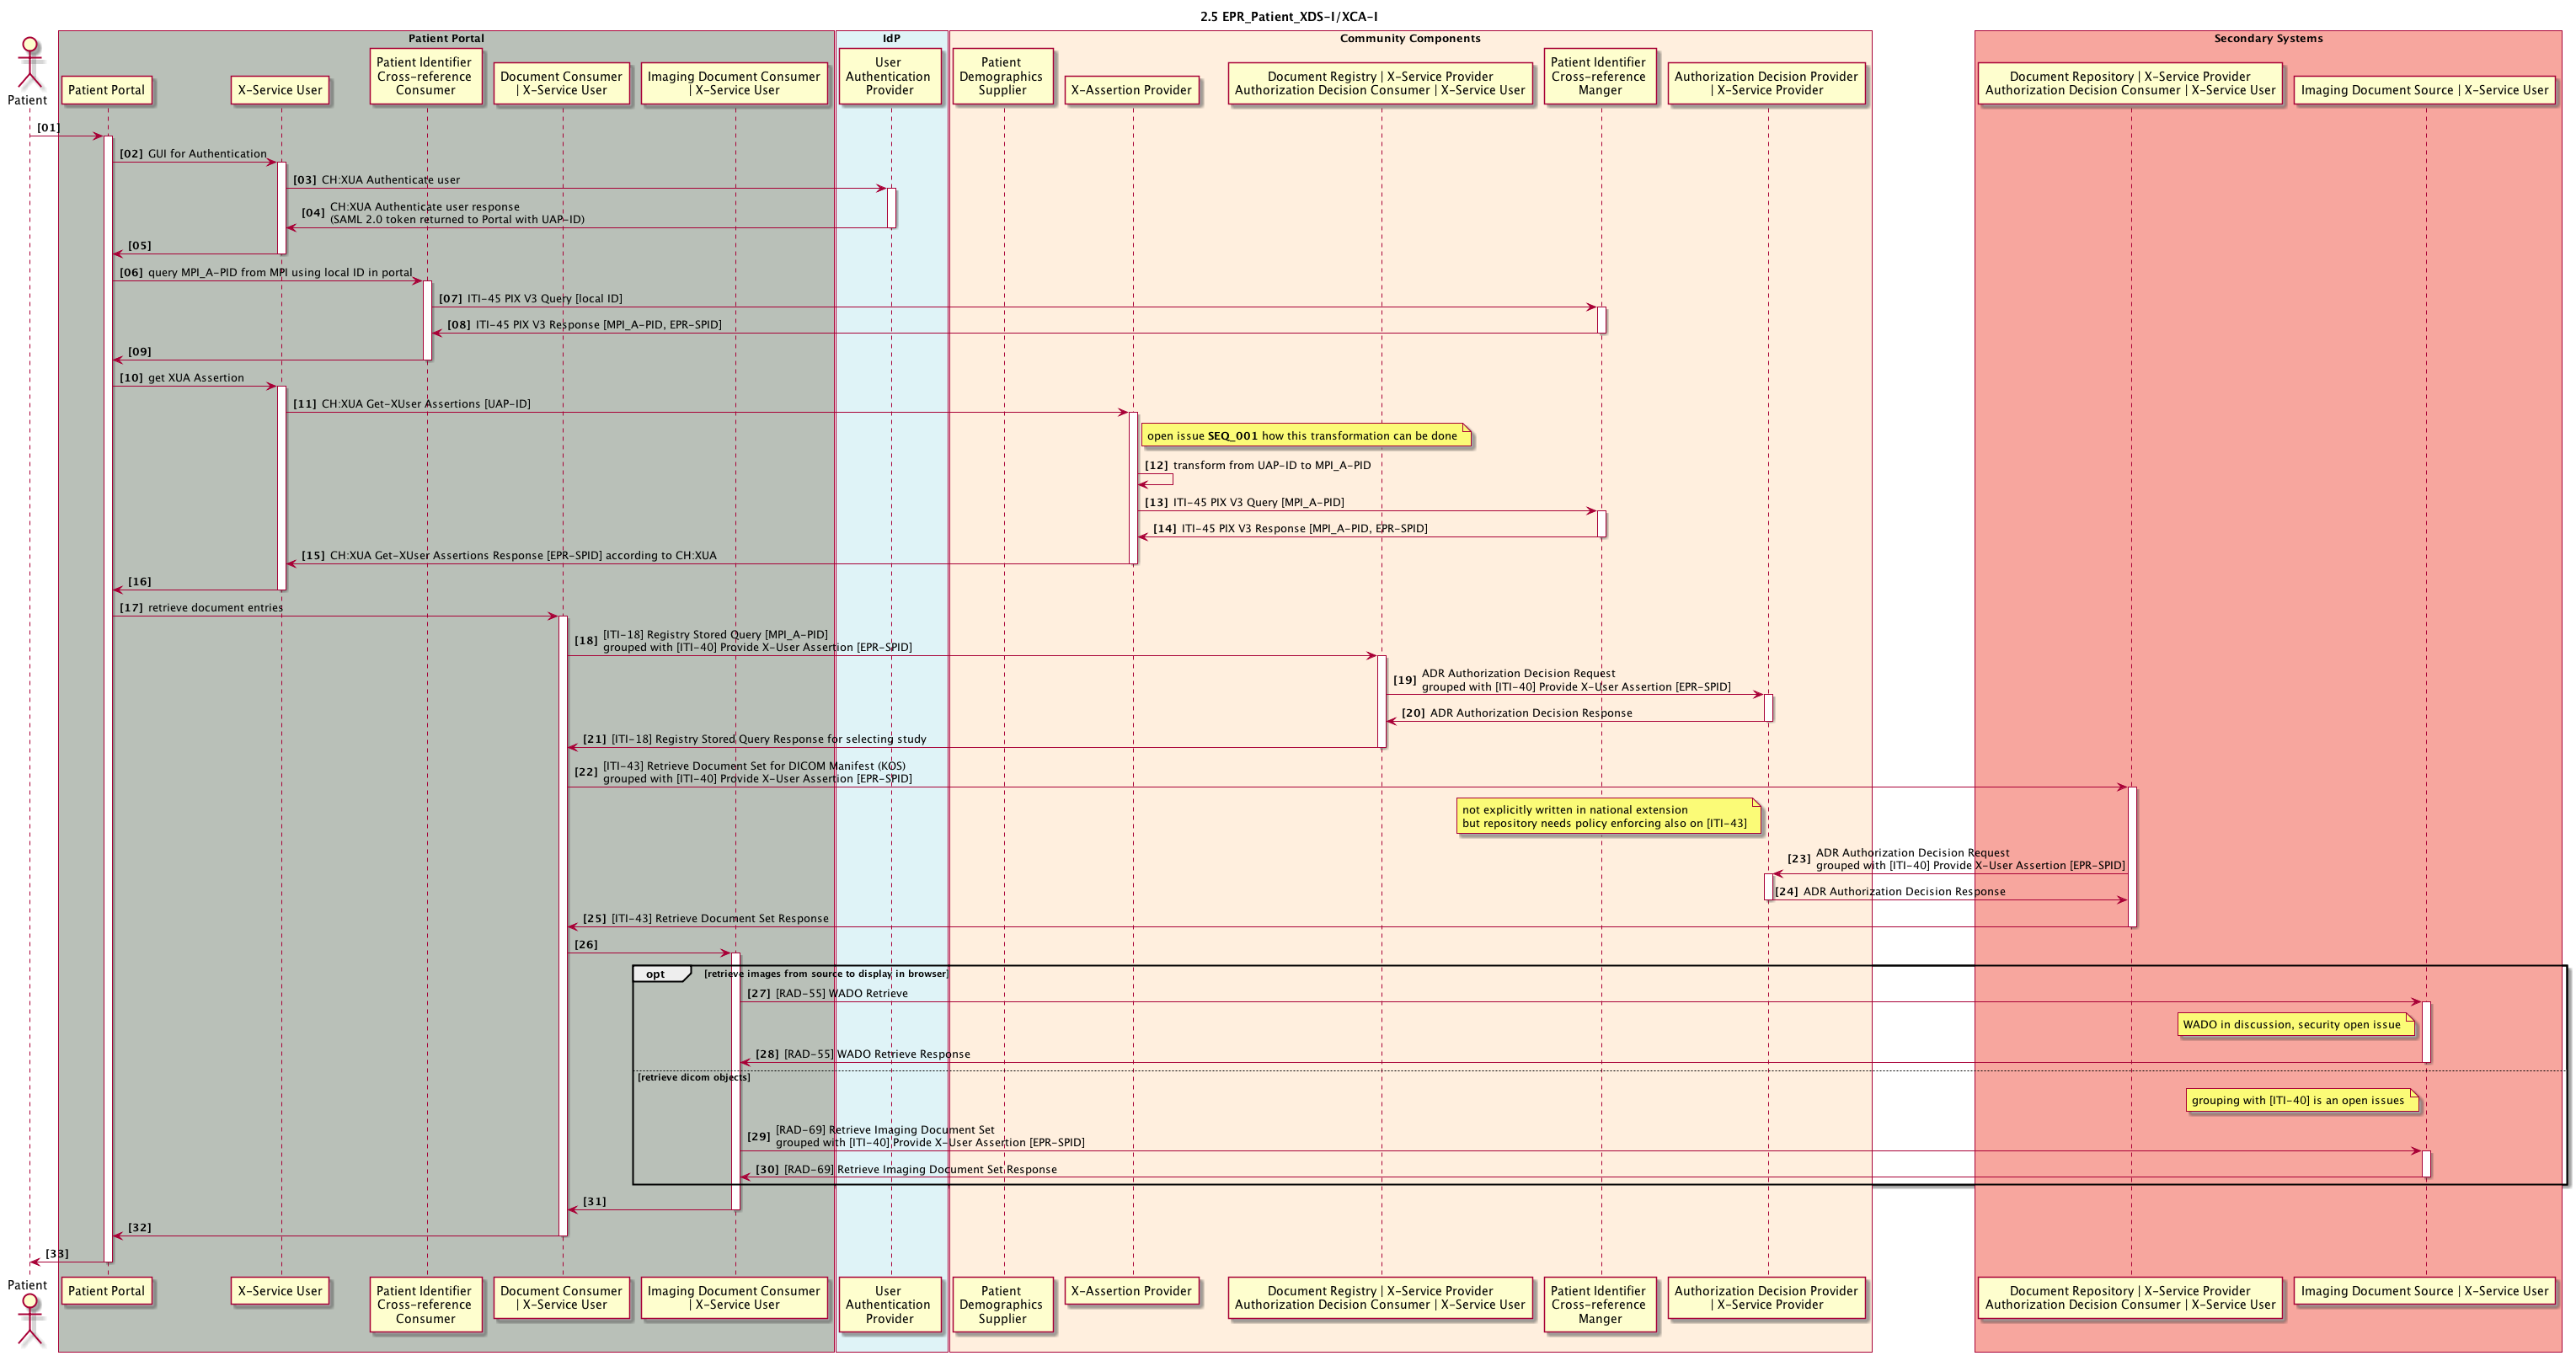 2.5 EPR_Patient_XDS-I/XCA-I
Patient Portal
IdP
Community Components
Secondary Systems
Patient
Patient Portal
X-Service User
Patient Identifier
Cross-reference
Consumer
Document Consumer
| X-Service User
Imaging Document Consumer
| X-Service User
User
Authentication
Provider
Patient
Demographics
Supplier
X-Assertion Provider
Document Registry | X-Service Provider
Authorization Decision Consumer | X-Service User
Patient Identifier
Cross-reference
Manger
Authorization Decision Provider
| X-Service Provider
Document Repository | X-Service Provider
Authorization Decision Consumer | X-Service User
Imaging Document Source | X-Service User
[01]
[02] GUI for Authentication
[03] CH:XUA Authenticate user
[04] CH:XUA Authenticate user response
(SAML 2.0 token returned to Portal with UAP-ID)
[05]
[06] query MPI_A-PID from MPI using local ID in portal
[07] ITI-45 PIX V3 Query [local ID]
[08] ITI-45 PIX V3 Response [MPI_A-PID, EPR-SPID]
[09]
[10] get XUA Assertion
[11] CH:XUA Get-XUser Assertions [UAP-ID]
open issue SEQ_001 how this transformation can be done
[12] transform from UAP-ID to MPI_A-PID
[13] ITI-45 PIX V3 Query [MPI_A-PID]
[14] ITI-45 PIX V3 Response [MPI_A-PID, EPR-SPID]
[15] CH:XUA Get-XUser Assertions Response [EPR-SPID] according to CH:XUA
[16]
[17] retrieve document entries
[18] [ITI-18] Registry Stored Query [MPI_A-PID]
grouped with [ITI-40] Provide X-User Assertion [EPR-SPID]
[19] ADR Authorization Decision Request
grouped with [ITI-40] Provide X-User Assertion [EPR-SPID]
[20] ADR Authorization Decision Response
[21] [ITI-18] Registry Stored Query Response for selecting study
[22] [ITI-43] Retrieve Document Set for DICOM Manifest (KOS)
grouped with [ITI-40] Provide X-User Assertion [EPR-SPID]
not explicitly written in national extension
but repository needs policy enforcing also on [ITI-43]
[23] ADR Authorization Decision Request
grouped with [ITI-40] Provide X-User Assertion [EPR-SPID]
[24] ADR Authorization Decision Response
[25] [ITI-43] Retrieve Document Set Response
[26]
opt [retrieve images from source to display in browser]
[27] [RAD-55] WADO Retrieve
WADO in discussion, security open issue
[28] [RAD-55] WADO Retrieve Response
[retrieve dicom objects]
grouping with [ITI-40] is an open issues
[29] [RAD-69] Retrieve Imaging Document Set
grouped with [ITI-40] Provide X-User Assertion [EPR-SPID]
[30] [RAD-69] Retrieve Imaging Document Set Response
[31]
[32]
[33]
Patient
Patient Portal
X-Service User
Patient Identifier
Cross-reference
Consumer
Document Consumer
| X-Service User
Imaging Document Consumer
| X-Service User
User
Authentication
Provider
Patient
Demographics
Supplier
X-Assertion Provider
Document Registry | X-Service Provider
Authorization Decision Consumer | X-Service User
Patient Identifier
Cross-reference
Manger
Authorization Decision Provider
| X-Service Provider
Document Repository | X-Service Provider
Authorization Decision Consumer | X-Service User
Imaging Document Source | X-Service User